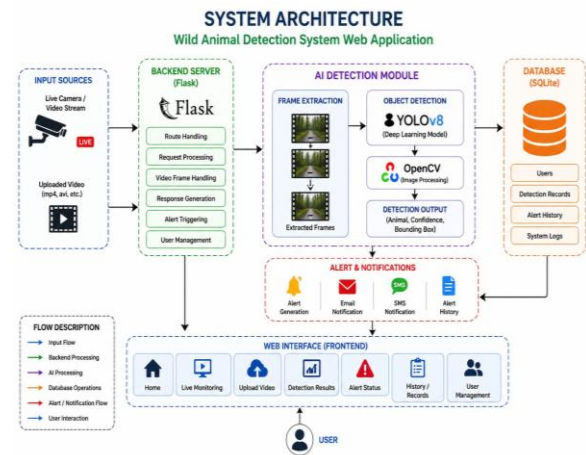 SYSTEM ARCHITECTURE
Wild Animal Detection System Web Application
INPUT SOURCES
Live Camera /
Video Stream
LIVE
Uploaded Video
(mp4, avi, etc.)
BACKEND SERVER
(Flask)
Flask
Route Handling
Request Processing
Video Frame Handling
Response Generation
Alert Triggering
User Management
AI DETECTION MODULE
FRAME EXTRACTION
Extracted Frames
OBJECT DETECTION
YOLOv8
(Deep Learning Model)
OpenCV
(Image Processing)
DETECTION OUTPUT
(Animal, Confidence,
Bounding Box)
DATABASE
(SQLite)
Users
Detection Records
Alert History
System Logs
ALERT & NOTIFICATIONS
Alert
Generation
Email
Notification
SMS
SMS
Notification
Alert
History
FLOW DESCRIPTION
Input Flow
Backend Processing
AI Processing
Database Operations
Alert / Notification Flow
User Interaction
WEB INTERFACE (FRONTEND)
Home
Live Monitoring
Upload Video
Detection Results
Alert Status
History /
Records
User
Management
USER